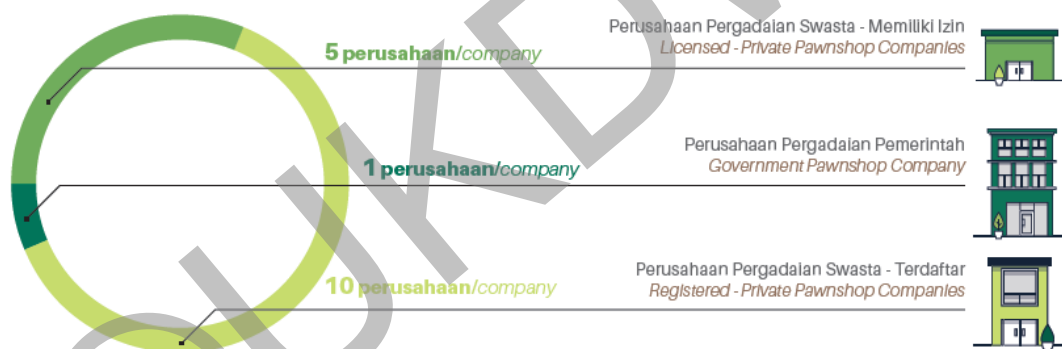 Perusahaan Pergadaian Swasta - Memiliki Izin
5 perusahaan/company
Licensed - Private Pawnshop Companies
Perusahaan Pergadaian Pemerintah
1 perusahaan/company
Government Pawnshop Company
Perusahaan Pergadaian Swasta - Terdaftar
10 perusahaan/company
Registered - Private Pawnshop Companies
UKDW